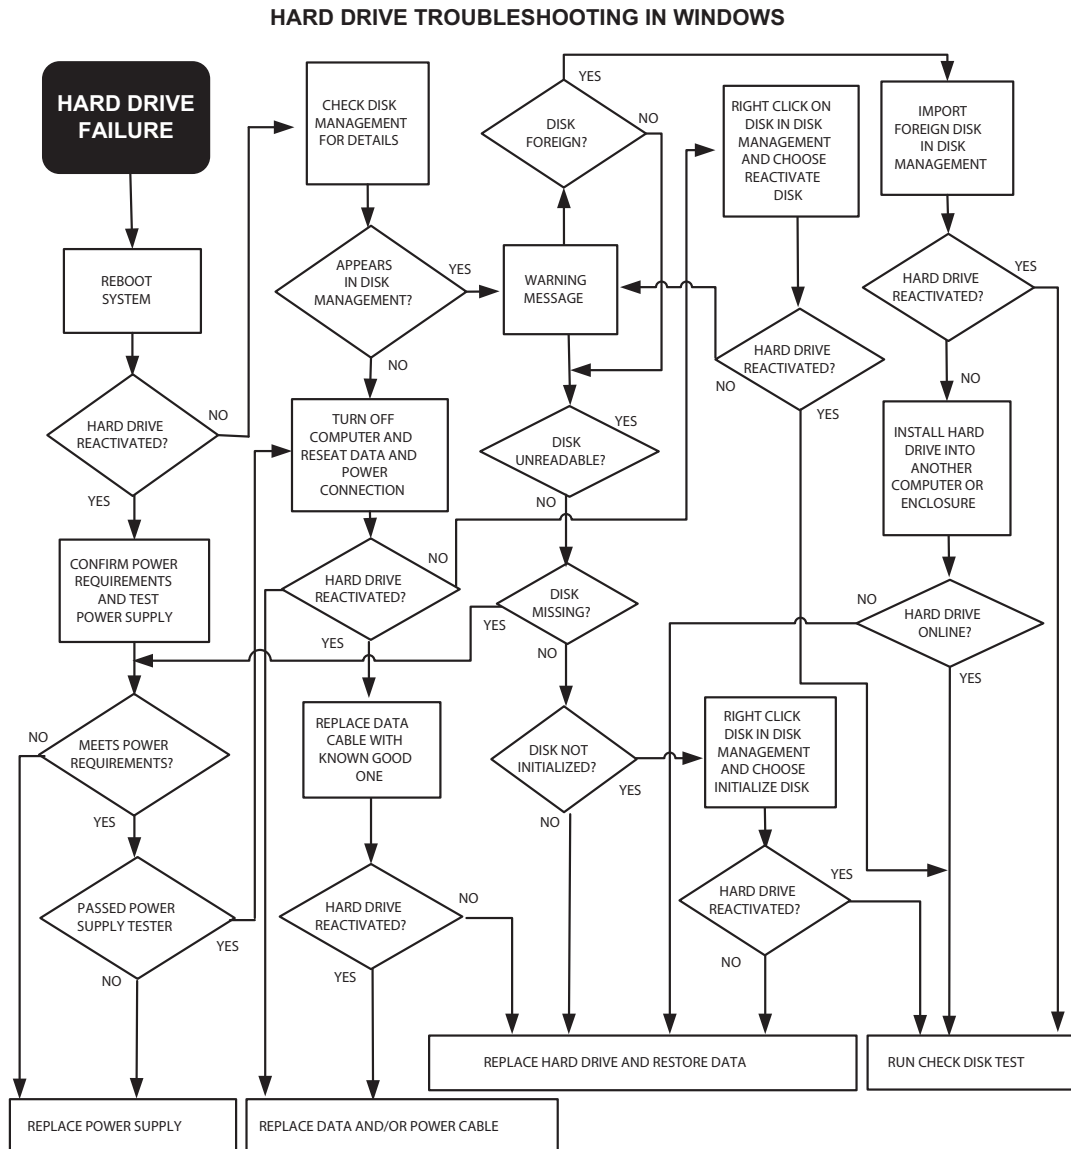 HARD DRIVE TROUBLESHOOTING IN WINDOWS
HARD DRIVE
FAILURE
REBOOT
SYSTEM
HARD DRIVE
REACTIVATED?
NO
YES
CONFIRM POWER
REQUIREMENTS
AND TEST
POWER SUPPLY
MEETS POWER
REQUIREMENTS?
NO
YES
PASSED POWER
SUPPLY TESTER
YES
NO
REPLACE POWER SUPPLY
CHECK DISK
MANAGEMENT
FOR DETAILS
APPEARS
IN DISK
MANAGEMENT?
YES
NO
TURN OFF
COMPUTER AND
RESEAT DATA AND
POWER
CONNECTION
HARD DRIVE
REACTIVATED?
NO
YES
REPLACE DATA
CABLE WITH
KNOWN GOOD
ONE
HARD DRIVE
REACTIVATED?
NO
YES
REPLACE DATA AND/OR POWER CABLE
YES
DISK
FOREIGN?
NO
WARNING
MESSAGE
DISK
UNREADABLE?
YES
NO
DISK
MISSING?
YES
NO
DISK NOT
INITIALIZED?
YES
NO
REPLACE HARD DRIVE AND RESTORE DATA
RIGHT CLICK ON
DISK IN DISK
MANAGEMENT
AND CHOOSE
REACTIVATE
DISK
HARD DRIVE
REACTIVATED?
NO
YES
RIGHT CLICK
DISK IN DISK
MANAGEMENT
AND CHOOSE
INITIALIZE DISK
HARD DRIVE
REACTIVATED?
YES
NO
IMPORT
FOREIGN DISK
IN DISK
MANAGEMENT
HARD DRIVE
REACTIVATED?
YES
NO
INSTALL HARD
DRIVE INTO
ANOTHER
COMPUTER OR
ENCLOSURE
HARD DRIVE
ONLINE?
NO
YES
RUN CHECK DISK TEST